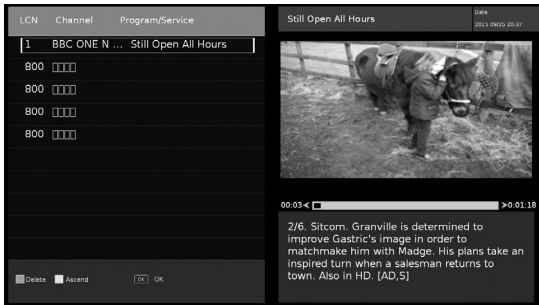 LCN Channel Program/Service
1 BBC ONE N ... Still Open All Hours
800 □□□□
800 □□□□
800 □□□□
800 □□□□
Delete Ascend OK OK
Still Open All Hours
Date
2015 09/25 20:37
00:03 0:01:18
2/6. Sitcom. Granville is determined to
improve Gastric's image in order to
matchmake him with Madge. His plans take an
inspired turn when a salesman returns to
town. Also in HD. [AD,S]